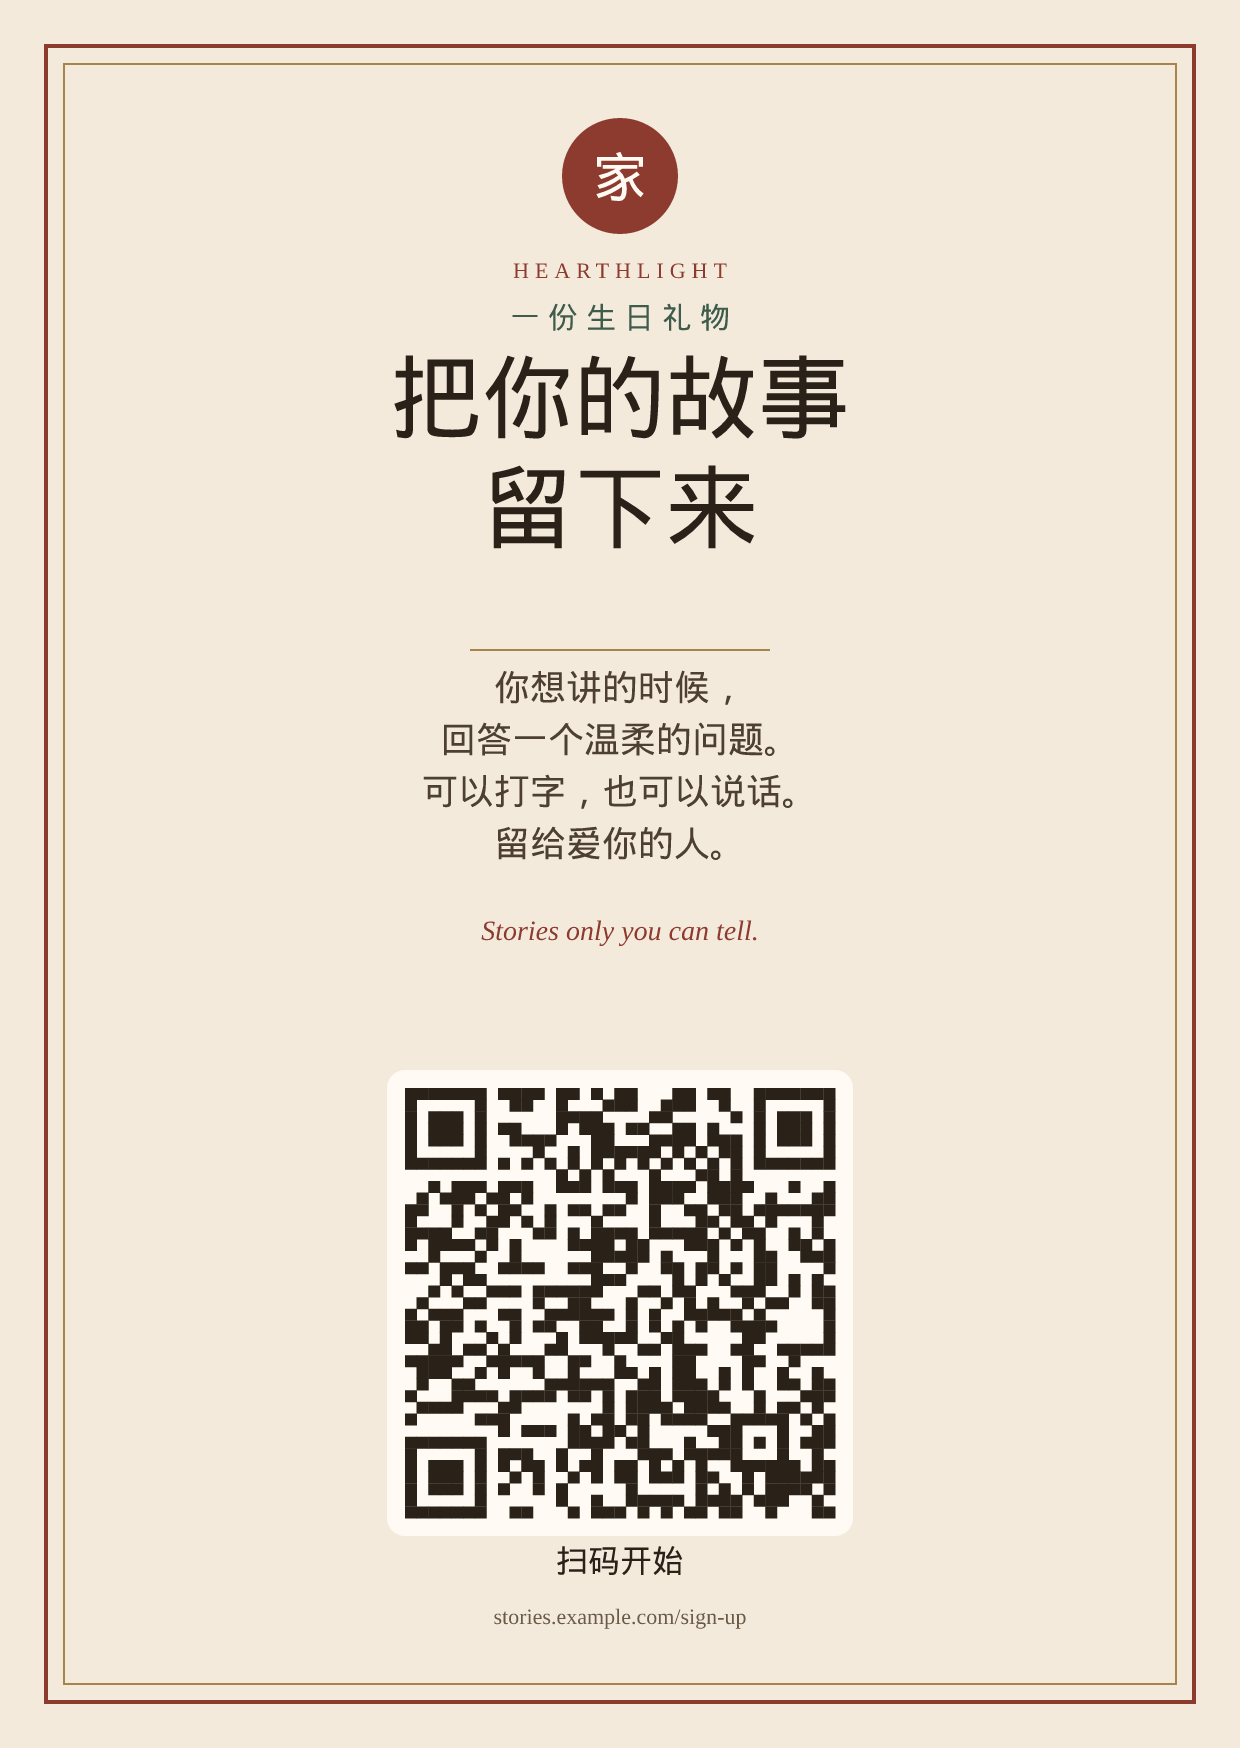 家
HEARTHLIGHT
一份生日礼物
把你的故事
留下来
你想讲的时候，
回答一个温柔的问题。
可以打字，也可以说话。
留给爱你的人。
Stories only you can tell.
扫码开始
stories.example.com/sign-up